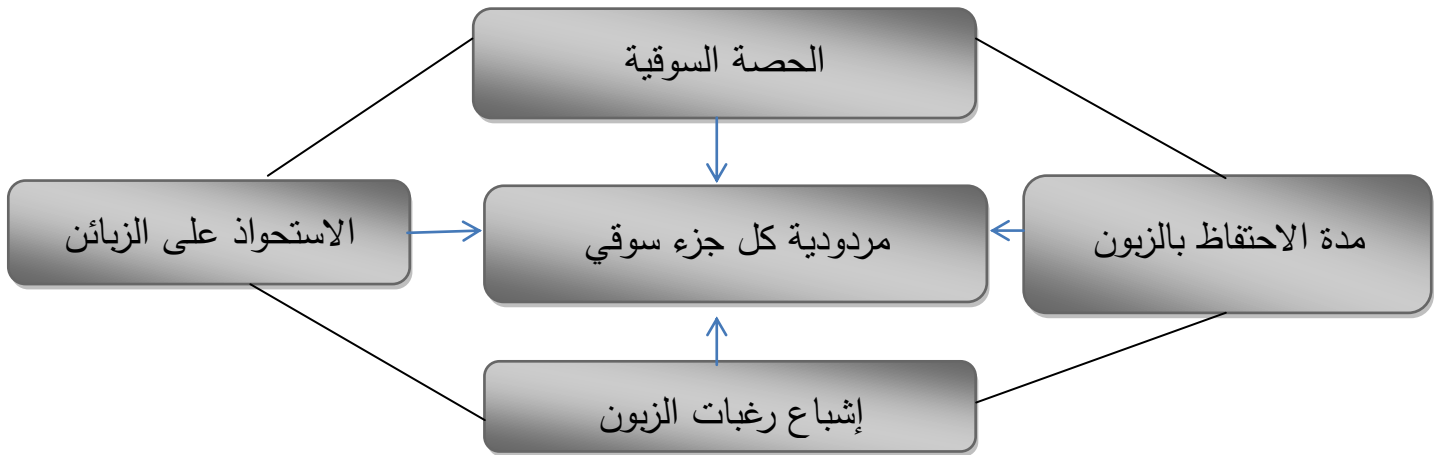 الحصة السوقية
مدة الاحتفاظ بالزبون
مردودية كل جزء سوقي
الاستحواذ على الزبائن
إشباع رغبات الزبون